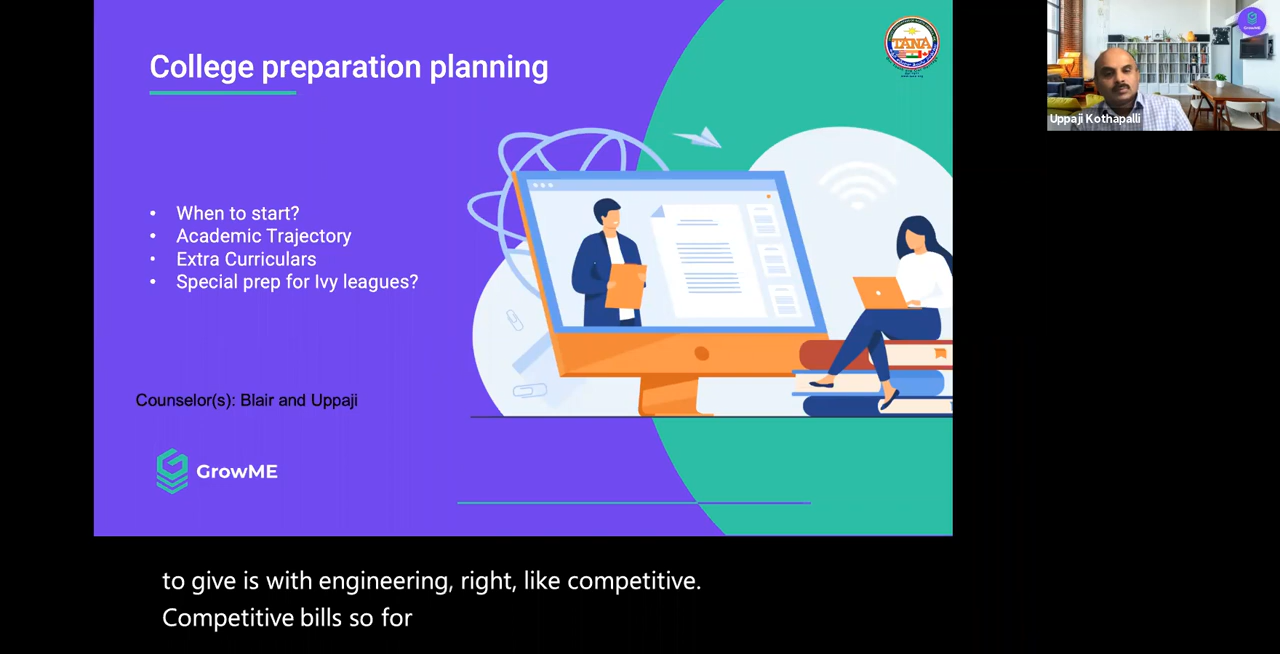 College preparation planning
• When to start?
• Academic Trajectory
• Extra Curriculars
• Special prep for Ivy leagues?
Counselor(s): Blair and Uppaji
GrowME
TANA
Uppaji Kothapalli
GrowME
to give is with engineering, right, like competitive.
Competitive bills so for